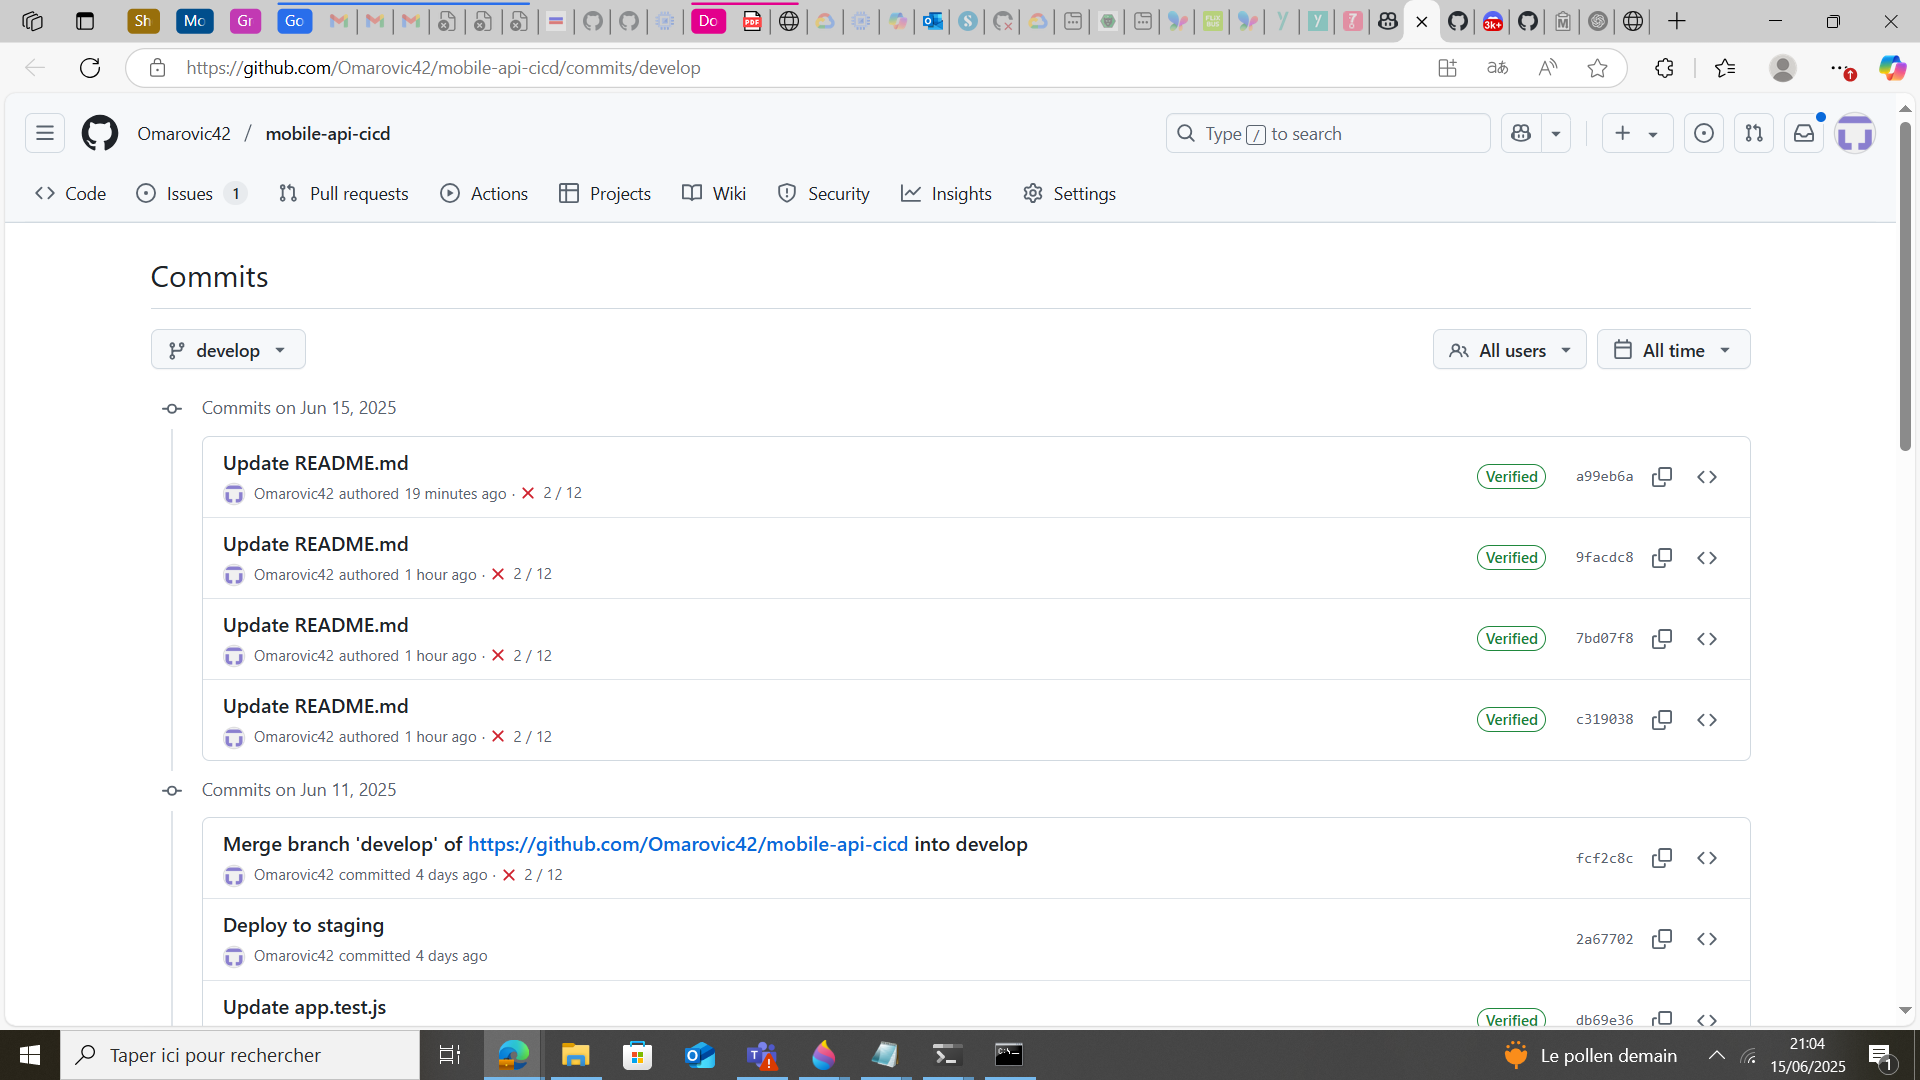 Sh
Mo
Gr
Go
Do
3k+
https://github.com/Omarovic42/mobile-api-cicd/commits/develop
Omarovic42 / mobile-api-cicd
Type / to search
Code
Issues 1
Pull requests
Actions
Projects
Wiki
Security
Insights
Settings
Commits
develop
All users
All time
Commits on Jun 15, 2025
Update README.md
Omarovic42 authored 19 minutes ago · 2 / 12
Verified
a99eb6a
Update README.md
Omarovic42 authored 1 hour ago · 2 / 12
Verified
9facdc8
Update README.md
Omarovic42 authored 1 hour ago · 2 / 12
Verified
7bd07f8
Update README.md
Omarovic42 authored 1 hour ago · 2 / 12
Verified
c319038
Commits on Jun 11, 2025
Merge branch 'develop' of https://github.com/Omarovic42/mobile-api-cicd into develop
Omarovic42 committed 4 days ago · 2 / 12
fcf2c8c
Deploy to staging
Omarovic42 committed 4 days ago
2a67702
Update app.test.js
Verified
db69e36
Taper ici pour rechercher
Le pollen demain
21:04
15/06/2025
1